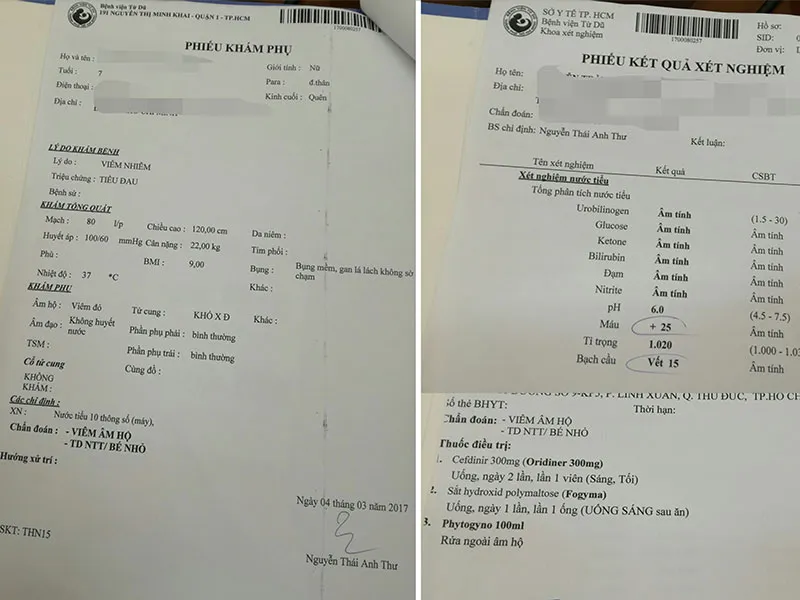 Bệnh viện Từ Dũ
191 NGUYỄN THỊ MINH KHAI - QUẬN 1 - TP.HCM
1700080257
PHIẾU KHÁM PHỤ
Họ và tên :
Giới tính : Nữ
Tuổi : 7
Para : đ.thân
Điện thoại
Kinh cuối : Quên
Địa chỉ :
LÝ DO KHÁM BỆNH
Lý do : VIÊM NHIỄM
Triệu chứng : TIỂU ĐAU
Bệnh sử :
KHÁM TỔNG QUÁT
Mạch : 80 l/p Chiều cao : 120,00 cm Da niêm :
Huyết áp : 100/60 mmHg Cân nặng : 22,00 kg Tim phổi :
Phù : BMI : 9,00 Bụng : Bụng mềm, gan lá lách không sờ
chạm
Nhiệt độ : 37 °C Khác :
KHÁM PHỤ
Âm hộ : Viêm đỏ Tử cung : KHÓ X Đ Khác :
Âm đạo : Không huyết
nước
Phần phụ phải : bình thường
TSM : Phần phụ trái : bình thường
Cổ tử cung Cùng đồ :
KHÔNG
KHÁM :
Các chỉ định :
XN : Nước tiểu 10 thông số (máy),
Chẩn đoán : - VIÊM ÂM HỘ
- TD NTT/ BÉ NHỎ
Hướng xử trí :
Ngày 04 tháng 03 năm 2017
SKT: THN15
Nguyễn Thái Anh Thư
SỞ Y TẾ TP. HCM
Bệnh viện Từ Dũ
Khoa xét nghiệm
1700080257
Hồ sơ:
SID:
Đơn vị:
PHIẾU KẾT QUẢ XÉT NGHIỆM
Họ tên:
Địa chỉ:
Chẩn đoán:
BS chỉ định: Nguyễn Thái Anh Thư Kết luận:
Tên xét nghiệm Kết quả CSBT
Xét nghiệm nước tiểu
Tổng phân tích nước tiểu
Urobilinogen Âm tính (1.5 - 30)
Glucose Âm tính Âm tính
Ketone Âm tính Âm tính
Bilirubin Âm tính Âm tính
Đạm Âm tính Âm tính
Nitrite Âm tính Âm tính
pH 6.0 (4.5 - 7.5)
Máu + 25 Âm tính
Tỉ trọng 1.020 (1.000 -
Bạch cầu Vết 15 Âm tính
P. LINH XUÂN, Q. THỦ ĐỨC, TP.HỒ
Số thẻ BHYT: Thời hạn:
Chẩn đoán: - VIÊM ÂM HỘ
- TD NTT/ BÉ NHỎ
Thuốc điều trị:
1. Cefdinir 300mg (Oridiner 300mg)
Uống, ngày 2 lần, lần 1 viên (Sáng, Tối)
2. Sắt hydroxid polymaltose (Fogyma)
Uống, ngày 1 lần, lần 1 ống (UỐNG SÁNG sau ăn)
3. Phytogyno 100ml
Rửa ngoài âm hộ